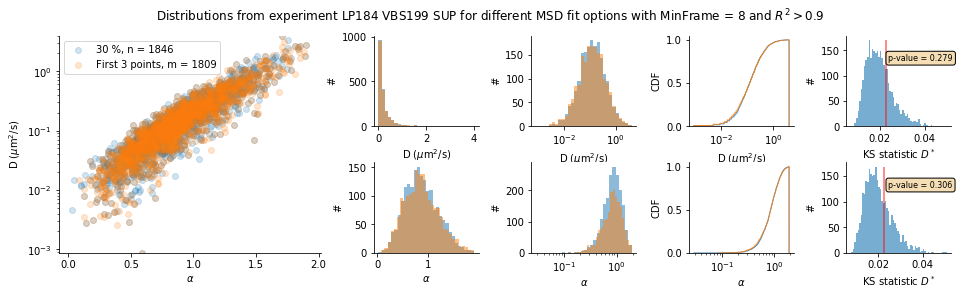 Distributions from experiment LP184 VBS199 SUP for different MSD fit options with MinFrame = 8 and R² > 0.9
30 %, n = 1846
First 3 points, m = 1809
D (μm²/s)
10⁰
10⁻¹
10⁻²
10⁻³
0.0 0.5 1.0 1.5 2.0
α
#
1000
500
0
0 2 4
D (μm²/s)
#
150
100
50
0
10⁻² 10⁰
D (μm²/s)
CDF
1.0
0.5
0.0
10⁻² 10⁰
D (μm²/s)
#
150
100
50
0
p-value = 0.279
0.02 0.04
KS statistic D*
#
150
100
50
0
0 1
α
#
200
100
0
10⁻¹ 10⁰
α
CDF
1.0
0.5
0.0
10⁻¹ 10⁰
α
#
150
100
50
0
p-value = 0.306
0.02 0.04
KS statistic D*